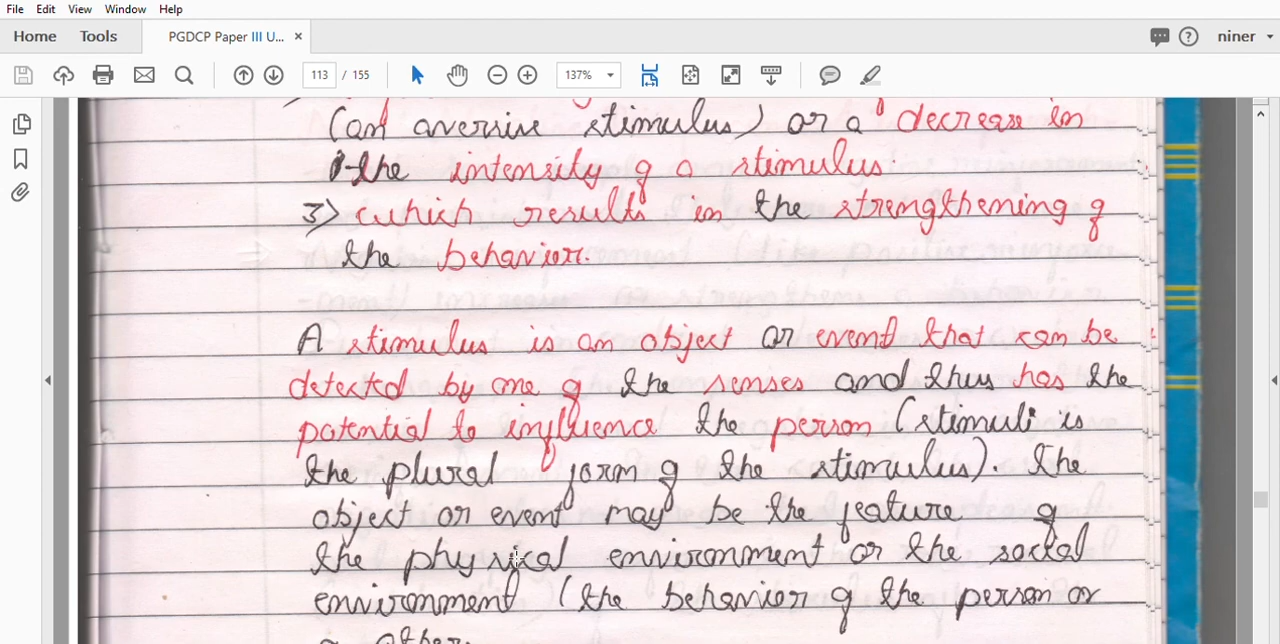 File Edit View Window Help
Home Tools PGDCP Paper III U... × niner
113 / 155 137%
(an aversive stimulus) or a decrease in
the intensity of a stimulus.
3) which results in the strengthening of
the behavior.
A stimulus is an object or event that can be
detected by one of the senses and thus has the
potential to influence the person (stimuli is
the plural form of the stimulus). The
object or event may be the feature of
the physical environment or the social
environment (the behavior of the person or
other